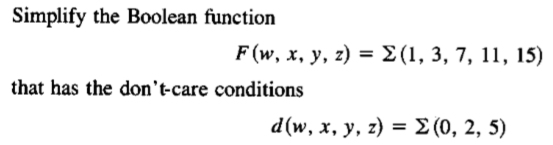 Simplify the Boolean function
F(w, x, y, z) = Σ(1, 3, 7, 11, 15)
that has the don't-care conditions
d(w, x, y, z) = Σ(0, 2, 5)